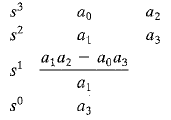 s³ a₀ a₂
s² a₁ a₃
s¹ (a₁a₂ − a₀a₃) / a₁
s⁰ a₃